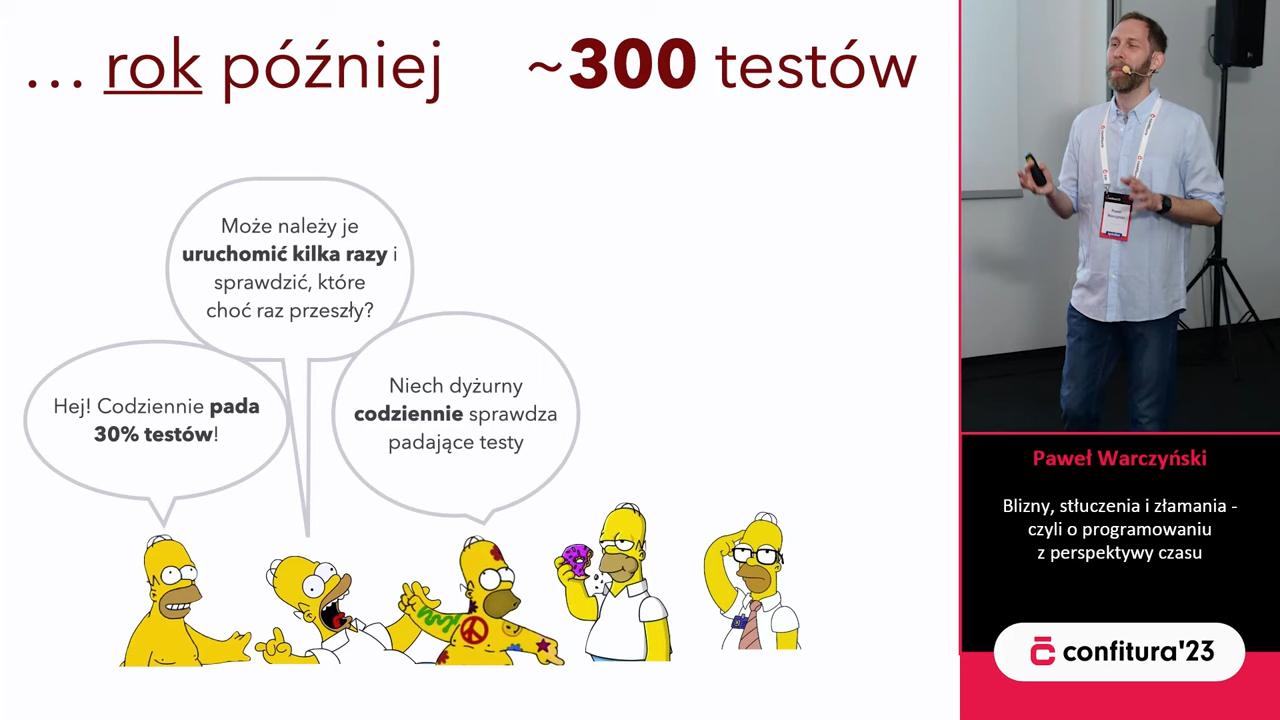 … rok później ~300 testów
Może należy je
uruchomić kilka razy i
sprawdzić, które
choć raz przeszły?
Hej! Codziennie pada
30% testów!
Niech dyżurny
codziennie sprawdza
padające testy
Paweł Warczyński
Blizny, stłuczenia i złamania -
czyli o programowaniu
z perspektywy czasu
confitura'23